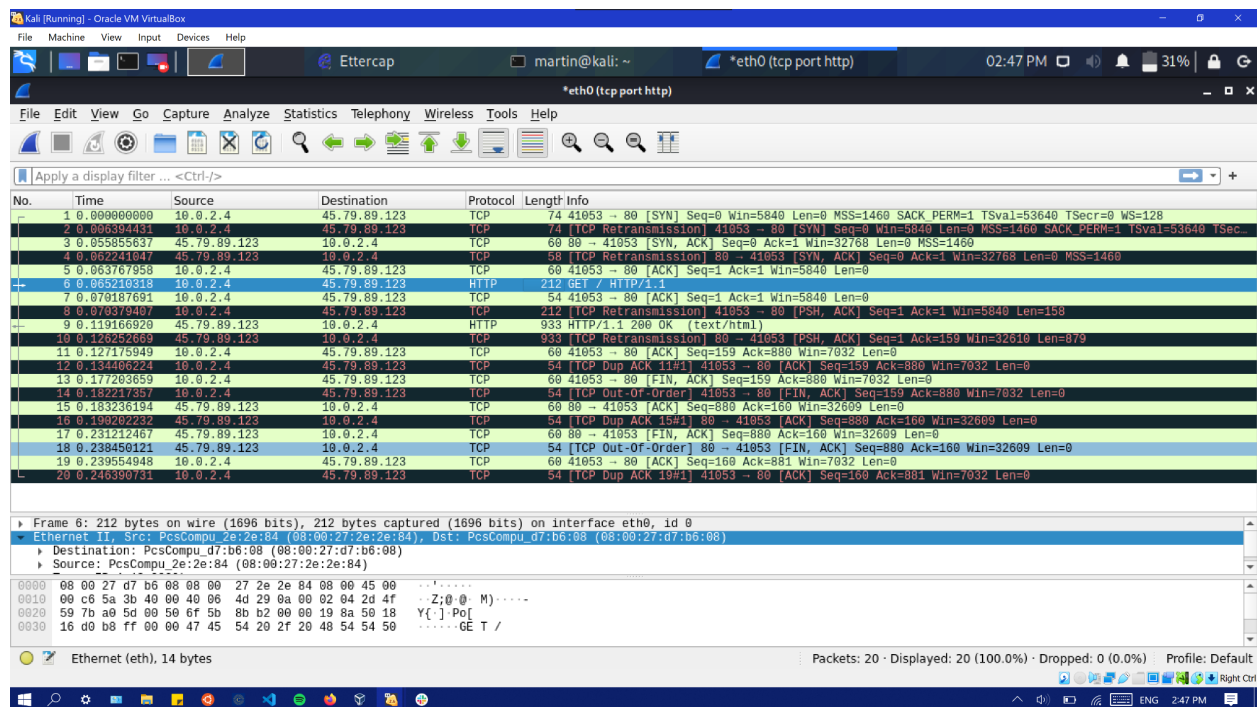 Kali [Running] - Oracle VM VirtualBox
File Machine View Input Devices Help
Ettercap martin@kali: ~ *eth0 (tcp port http) 02:47 PM 31%
*eth0 (tcp port http)
File Edit View Go Capture Analyze Statistics Telephony Wireless Tools Help
Apply a display filter ... <Ctrl-/>
No. Time Source Destination Protocol Length Info
1 0.000000000 10.0.2.4 45.79.89.123 TCP 74 41053 → 80 [SYN] Seq=0 Win=5840 Len=0 MSS=1460 SACK_PERM=1 TSval=53640 TSecr=0 WS=128
2 0.006394431 10.0.2.4 45.79.89.123 TCP 74 [TCP Retransmission] 41053 → 80 [SYN] Seq=0 Win=5840 Len=0 MSS=1460 SACK_PERM=1 TSval=53640 TSec...
3 0.055855637 45.79.89.123 10.0.2.4 TCP 60 80 → 41053 [SYN, ACK] Seq=0 Ack=1 Win=32768 Len=0 MSS=1460
4 0.062241047 45.79.89.123 10.0.2.4 TCP 58 [TCP Retransmission] 80 → 41053 [SYN, ACK] Seq=0 Ack=1 Win=32768 Len=0 MSS=1460
5 0.063767958 10.0.2.4 45.79.89.123 TCP 60 41053 → 80 [ACK] Seq=1 Ack=1 Win=5840 Len=0
6 0.065210318 10.0.2.4 45.79.89.123 HTTP 212 GET / HTTP/1.1
7 0.070187691 10.0.2.4 45.79.89.123 TCP 54 41053 → 80 [ACK] Seq=1 Ack=1 Win=5840 Len=0
8 0.070379407 10.0.2.4 45.79.89.123 TCP 212 [TCP Retransmission] 41053 → 80 [PSH, ACK] Seq=1 Ack=1 Win=5840 Len=158
9 0.119166920 45.79.89.123 10.0.2.4 HTTP 933 HTTP/1.1 200 OK (text/html)
10 0.126252669 45.79.89.123 10.0.2.4 TCP 933 [TCP Retransmission] 80 → 41053 [PSH, ACK] Seq=1 Ack=159 Win=32610 Len=879
11 0.127175949 10.0.2.4 45.79.89.123 TCP 60 41053 → 80 [ACK] Seq=159 Ack=880 Win=7032 Len=0
12 0.134406224 10.0.2.4 45.79.89.123 TCP 54 [TCP Dup ACK 11#1] 41053 → 80 [ACK] Seq=159 Ack=880 Win=7032 Len=0
13 0.177203659 10.0.2.4 45.79.89.123 TCP 60 41053 → 80 [FIN, ACK] Seq=159 Ack=880 Win=7032 Len=0
14 0.182217357 10.0.2.4 45.79.89.123 TCP 54 [TCP Out-Of-Order] 41053 → 80 [FIN, ACK] Seq=159 Ack=880 Win=7032 Len=0
15 0.183236194 45.79.89.123 10.0.2.4 TCP 60 80 → 41053 [ACK] Seq=880 Ack=160 Win=32609 Len=0
16 0.190202232 45.79.89.123 10.0.2.4 TCP 54 [TCP Dup ACK 15#1] 80 → 41053 [ACK] Seq=880 Ack=160 Win=32609 Len=0
17 0.231212467 45.79.89.123 10.0.2.4 TCP 60 80 → 41053 [FIN, ACK] Seq=880 Ack=160 Win=32609 Len=0
18 0.238450121 45.79.89.123 10.0.2.4 TCP 54 [TCP Out-Of-Order] 80 → 41053 [FIN, ACK] Seq=880 Ack=160 Win=32609 Len=0
19 0.239554948 10.0.2.4 45.79.89.123 TCP 60 41053 → 80 [ACK] Seq=160 Ack=881 Win=7032 Len=0
20 0.246390731 10.0.2.4 45.79.89.123 TCP 54 [TCP Dup ACK 19#1] 41053 → 80 [ACK] Seq=160 Ack=881 Win=7032 Len=0
Frame 6: 212 bytes on wire (1696 bits), 212 bytes captured (1696 bits) on interface eth0, id 0
Ethernet II, Src: PcsCompu_2e:2e:84 (08:00:27:2e:2e:84), Dst: PcsCompu_d7:b6:08 (08:00:27:d7:b6:08)
Destination: PcsCompu_d7:b6:08 (08:00:27:d7:b6:08)
Source: PcsCompu_2e:2e:84 (08:00:27:2e:2e:84)
0000 08 00 27 d7 b6 08 08 00 27 2e 2e 84 08 00 45 00 ··'·····
0010 00 c6 5a 3b 40 00 40 06 4d 29 0a 00 02 04 2d 4f ··Z;@·@· M)····-
0020 59 7b a0 5d 00 50 6f 5b 8b b2 00 00 19 8a 50 18 Y{·]·Po[
0030 16 d0 b8 ff 00 00 47 45 54 20 2f 20 48 54 54 50 ······GE T /
Ethernet (eth), 14 bytes Packets: 20 · Displayed: 20 (100.0%) · Dropped: 0 (0.0%) Profile: Default
Right Ctrl
ENG 2:47 PM